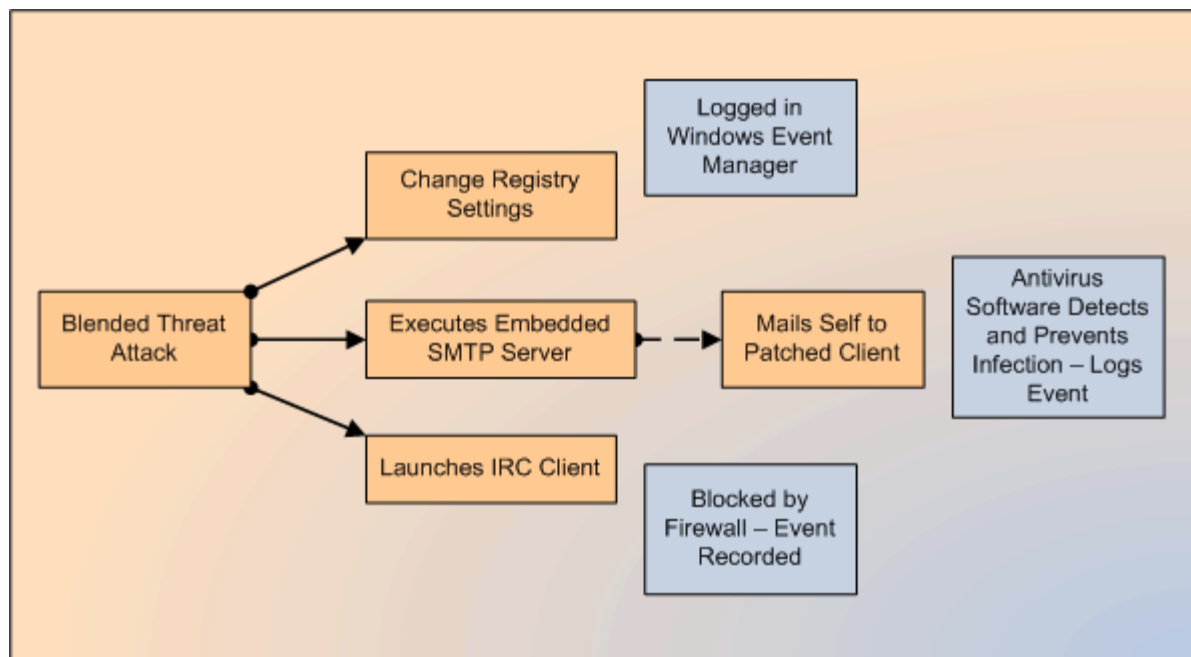 Logged in
Windows Event
Manager
Change Registry
Settings
Blended Threat
Attack
Executes Embedded
SMTP Server
Mails Self to
Patched Client
Antivirus
Software Detects
and Prevents
Infection – Logs
Event
Launches IRC Client
Blocked by
Firewall – Event
Recorded